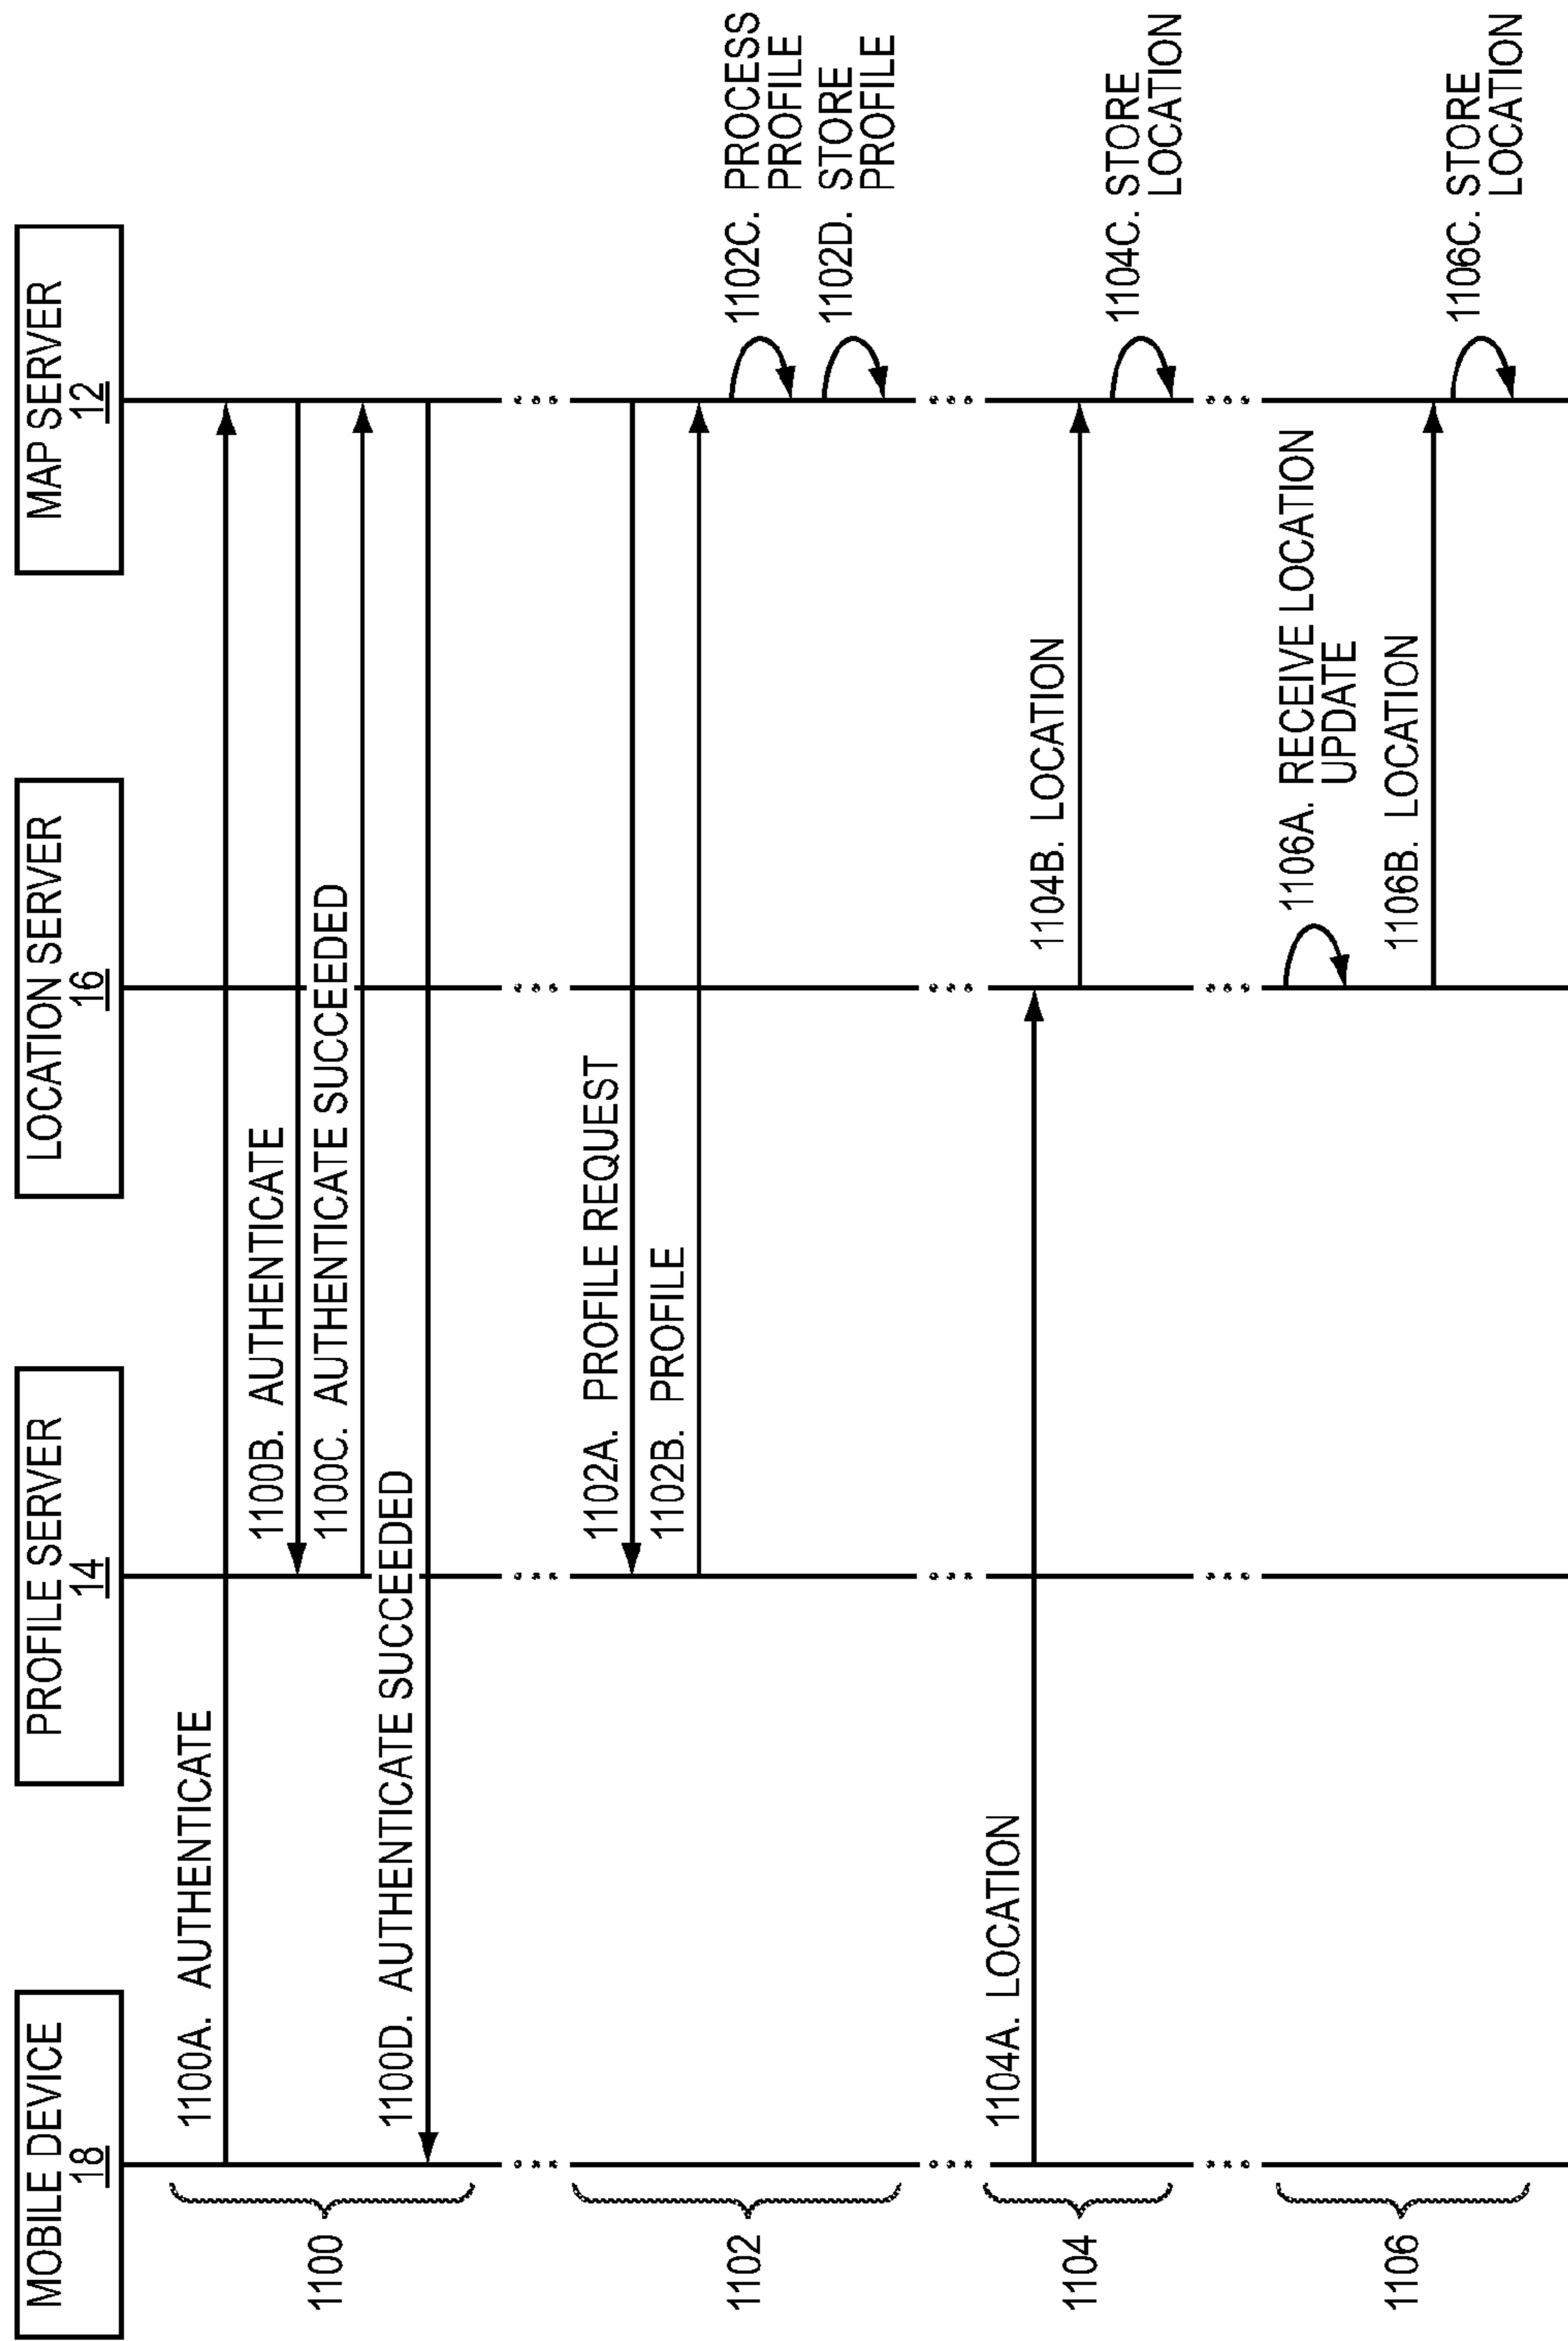 MOBILE DEVICE
18
PROFILE SERVER
14
LOCATION SERVER
16
MAP SERVER
12
1100
1100A. AUTHENTICATE
1100B. AUTHENTICATE
1100C. AUTHENTICATE SUCCEEDED
1100D. AUTHENTICATE SUCCEEDED
1102
1102A. PROFILE REQUEST
1102B. PROFILE
1102C. PROCESS
PROFILE
1102D. STORE
PROFILE
1104
1104A. LOCATION
1104B. LOCATION
1104C. STORE
LOCATION
1106
1106A. RECEIVE LOCATION
UPDATE
1106B. LOCATION
1106C. STORE
LOCATION